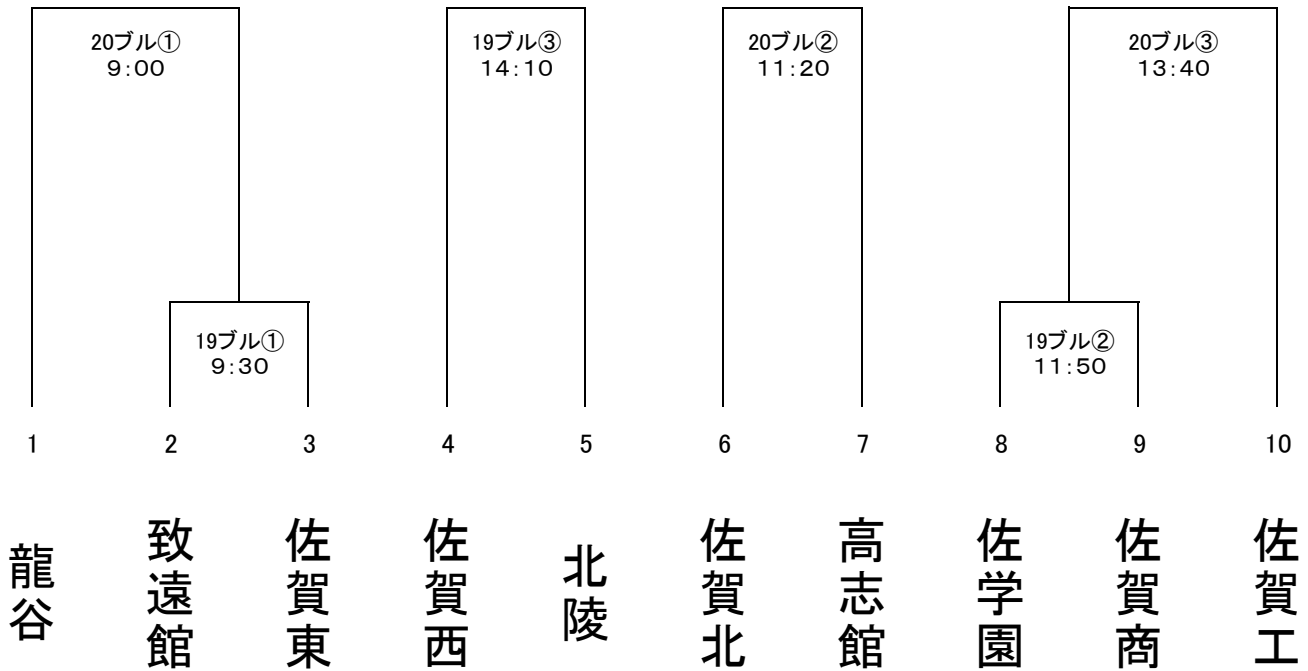 20ブル①
9:00
19ブル③
14:10
20ブル②
11:20
20ブル③
13:40
19ブル①
9:30
19ブル②
11:50
1 2 3 4 5 6 7 8 9 10
龍谷
致遠館
佐賀東
佐賀西
北陵
佐賀北
高志館
佐学園
佐賀商
佐賀工